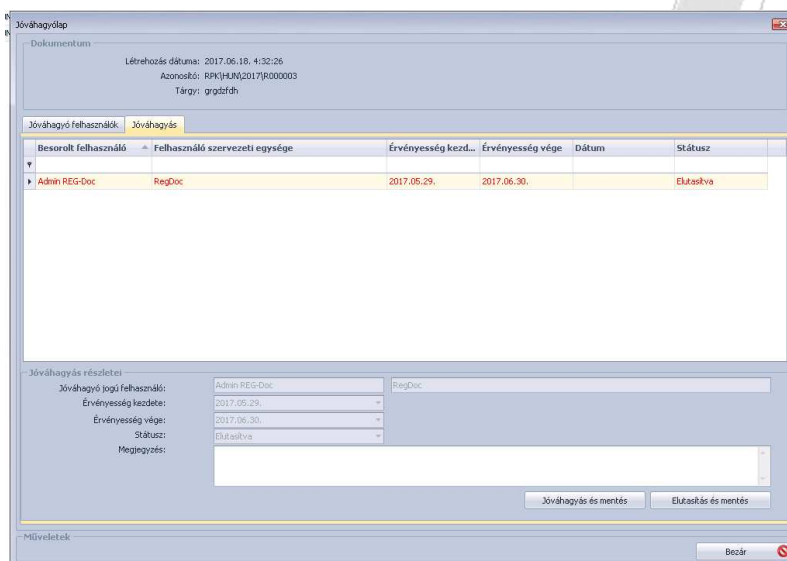 Jóváhagyólap
Dokumentum
Létrehozás dátuma: 2017.06.18. 4:32:26
Azonosító: RPK\HUN\2017\R000003
Tárgy: grgdzfdh
Jóváhagyó felhasználók Jóváhagyás
Besorolt felhasználó Felhasználó szervezeti egysége Érvényesség kezd... Érvényesség vége Dátum Státusz
Admin REG-Doc RegDoc 2017.05.29. 2017.06.30. Elutasítva
Jóváhagyás részletei
Jóváhagyó jogú felhasználó: Admin REG-Doc RegDoc
Érvényesség kezdete: 2017.05.29.
Érvényesség vége: 2017.06.30.
Státusz: Elutasítva
Megjegyzés:
Jóváhagyás és mentés Elutasítás és mentés
Műveletek
Bezár